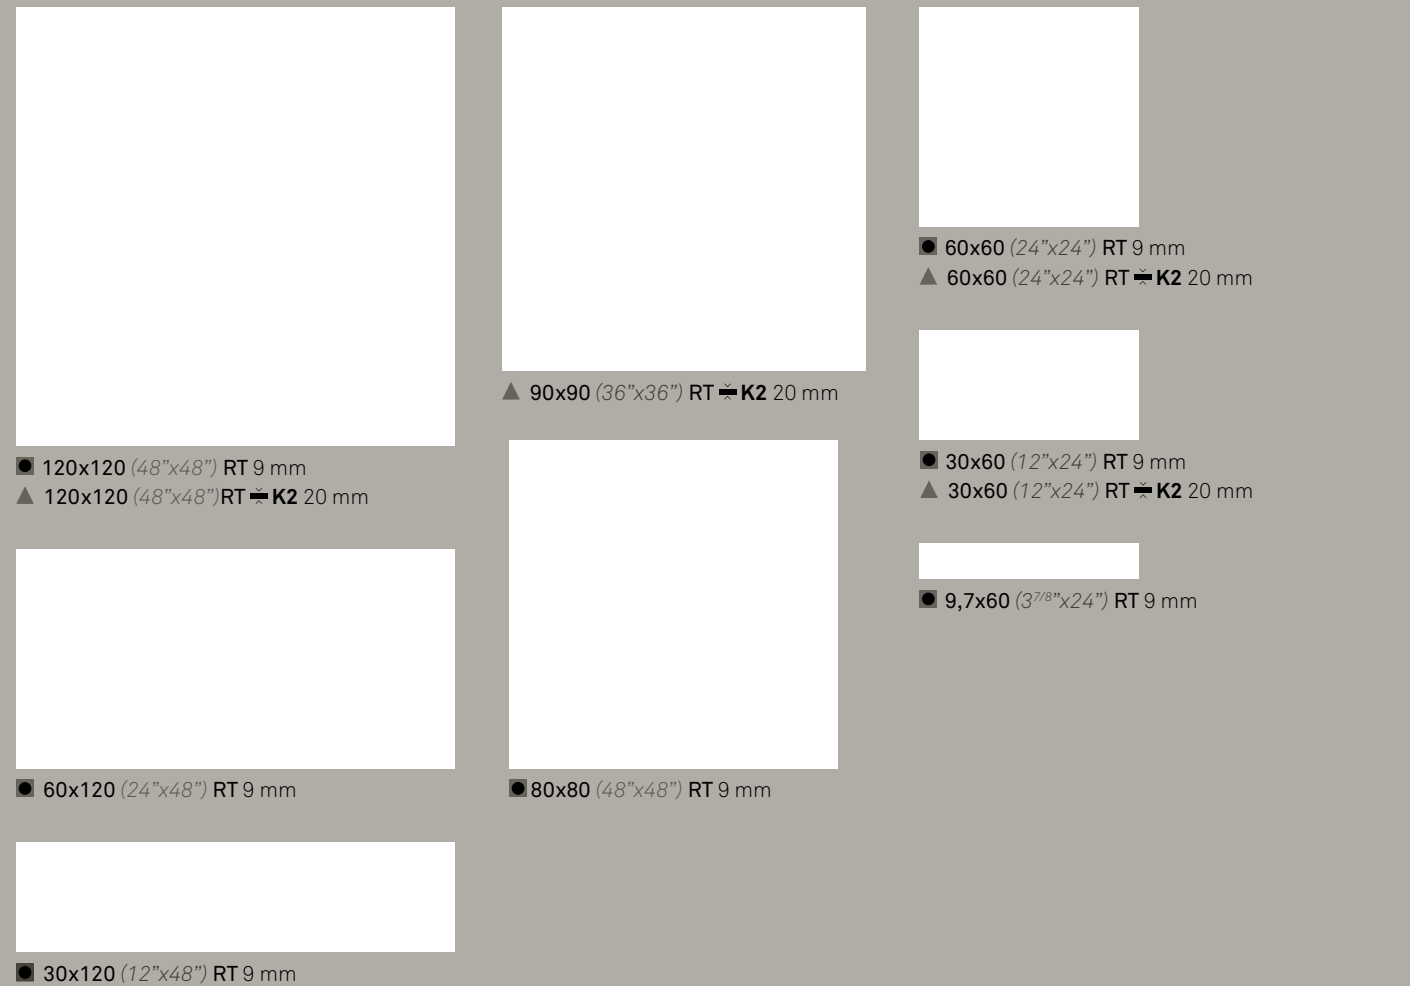 120x120 (48”x48”) RT 9 mm
120x120 (48”x48”)RT K2 20 mm
60x120 (24”x48”) RT 9 mm
30x120 (12”x48”) RT 9 mm
90x90 (36”x36”) RT K2 20 mm
80x80 (48”x48”) RT 9 mm
60x60 (24”x24”) RT 9 mm
60x60 (24”x24”) RT K2 20 mm
30x60 (12”x24”) RT 9 mm
30x60 (12”x24”) RT K2 20 mm
9,7x60 (3⁷/⁸”x24”) RT 9 mm